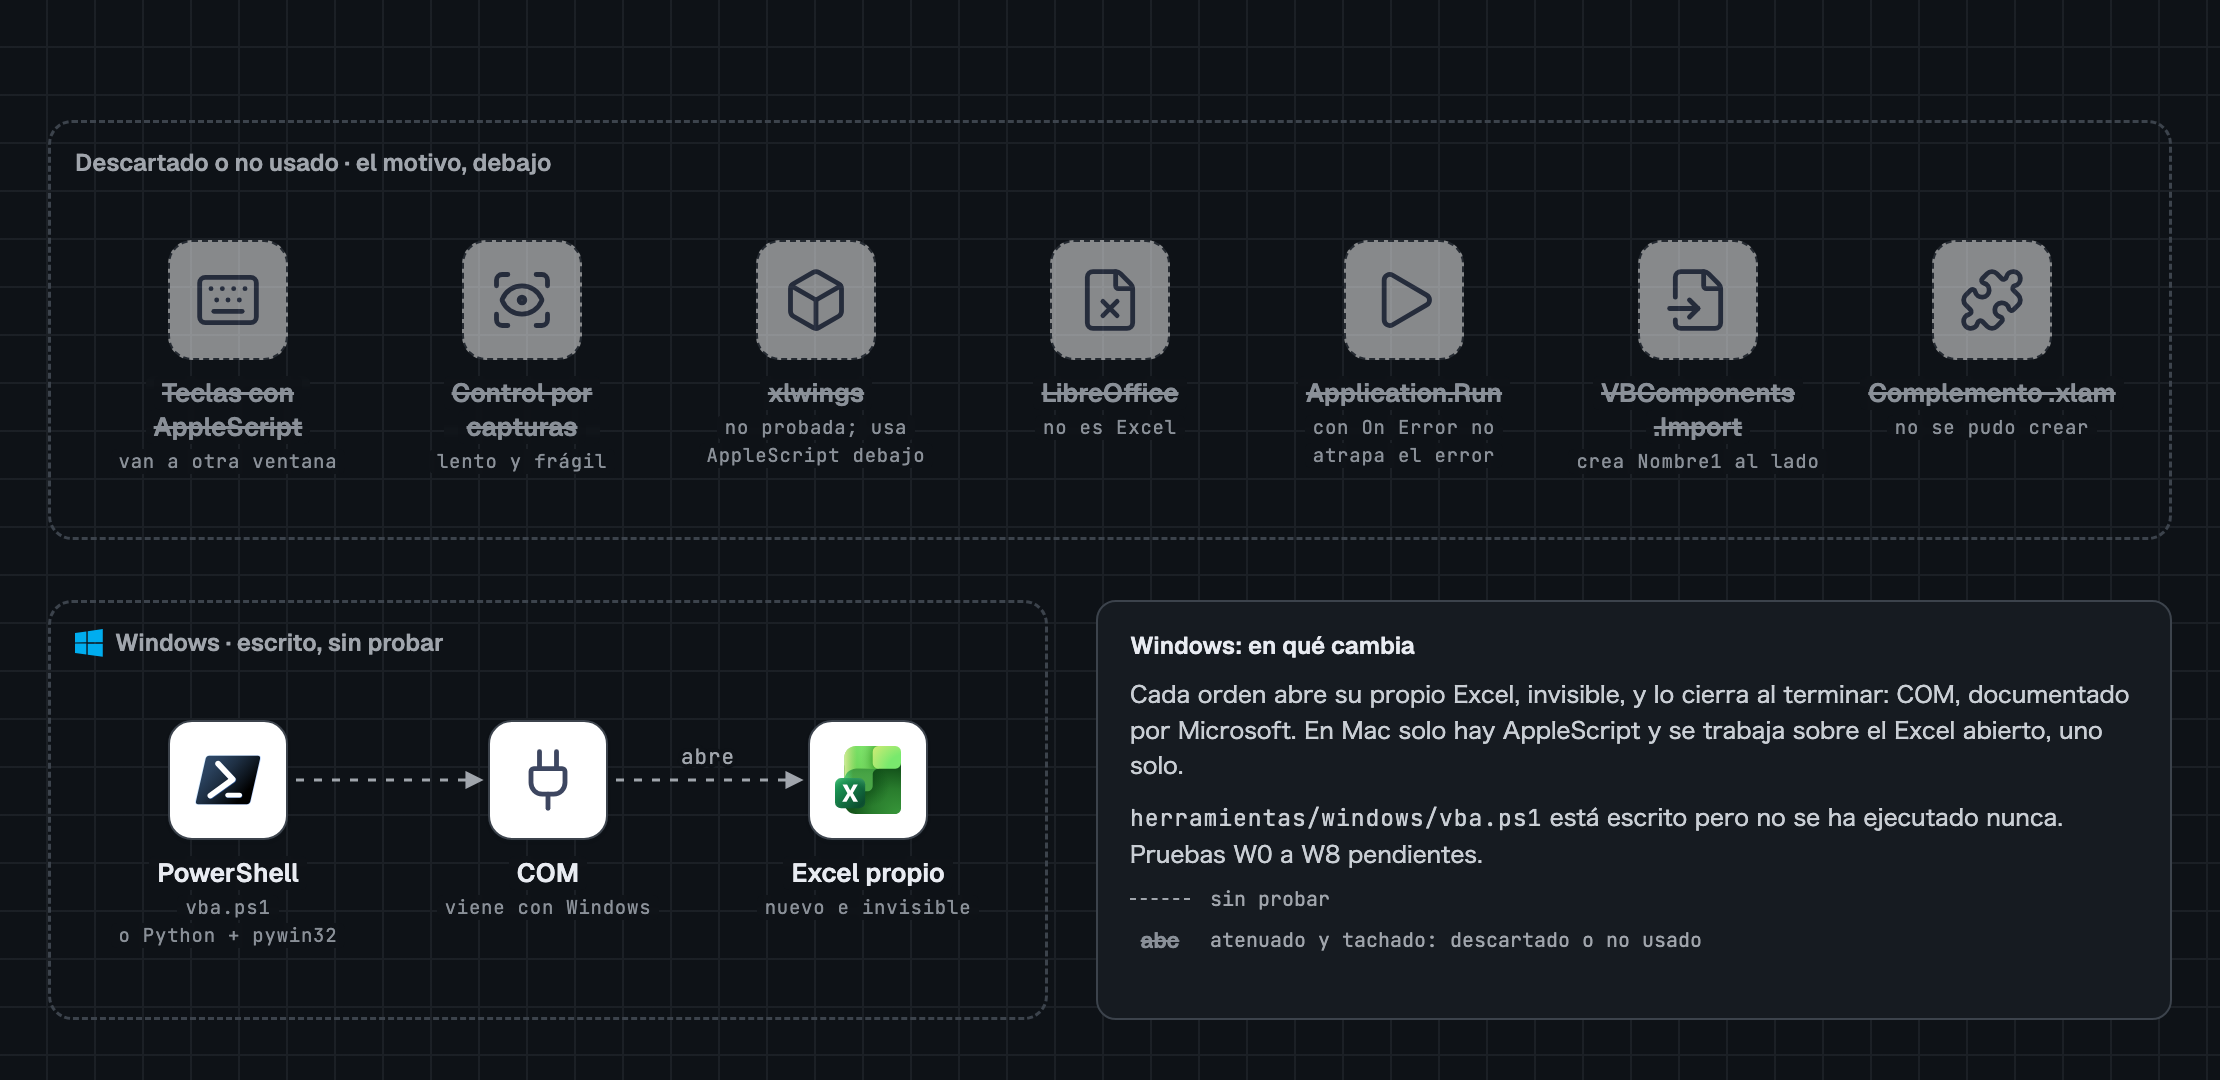 Descartado o no usado · el motivo, debajo
Teclas con
AppleScript
van a otra ventana
Control por
capturas
lento y frágil
xlwings
no probada; usa
AppleScript debajo
LibreOffice
no es Excel
Application.Run
con On Error no
atrapa el error
VBComponents
.Import
crea Nombre1 al lado
Complemento .xlam
no se pudo crear
Windows · escrito, sin probar
PowerShell
vba.ps1
o Python + pywin32
COM
viene con Windows
abre
X
Excel propio
nuevo e invisible
Windows: en qué cambia
Cada orden abre su propio Excel, invisible, y lo cierra al terminar: COM, documentado
por Microsoft. En Mac solo hay AppleScript y se trabaja sobre el Excel abierto, uno
solo.
herramientas/windows/vba.ps1 está escrito pero no se ha ejecutado nunca.
Pruebas W0 a W8 pendientes.
------ sin probar
abc atenuado y tachado: descartado o no usado